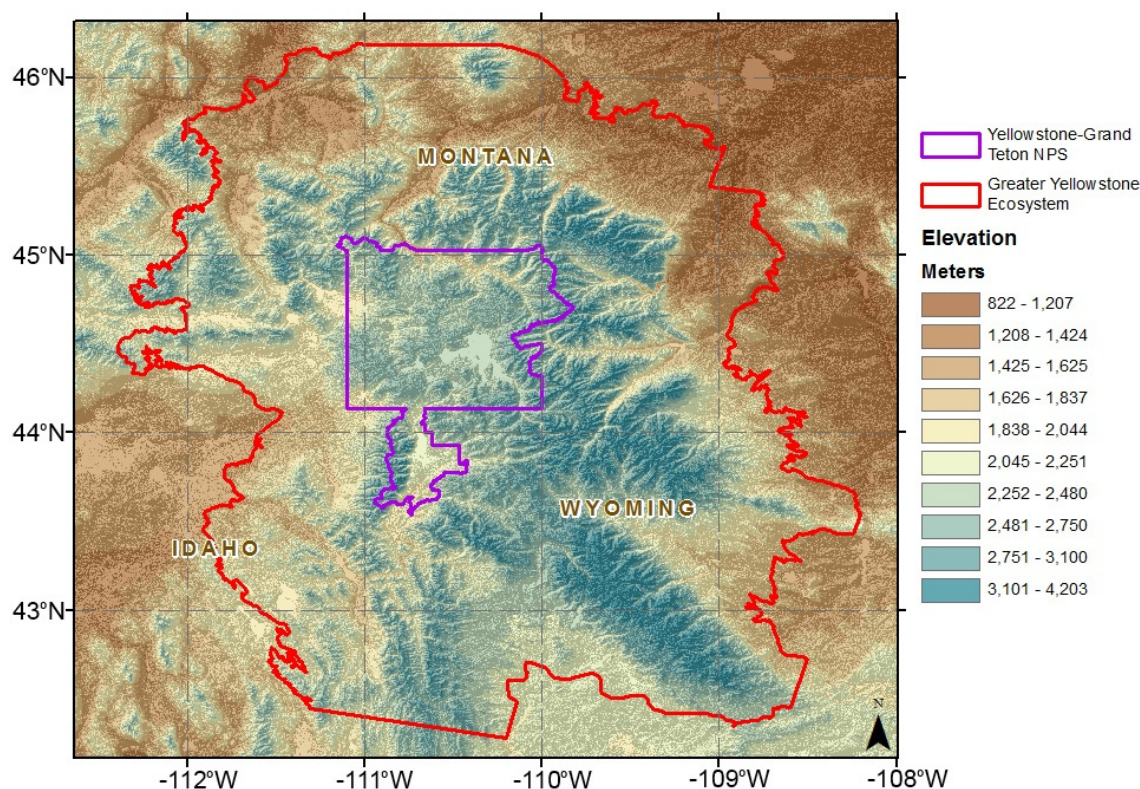 46°N
45°N
44°N
43°N
-112°W
-111°W
-110°W
-109°W
-108°W
MONTANA
WYOMING
IDAHO
N
Yellowstone-Grand
Teton NPS
Greater Yellowstone
Ecosystem
Elevation
Meters
822 - 1,207
1,208 - 1,424
1,425 - 1,625
1,626 - 1,837
1,838 - 2,044
2,045 - 2,251
2,252 - 2,480
2,481 - 2,750
2,751 - 3,100
3,101 - 4,203